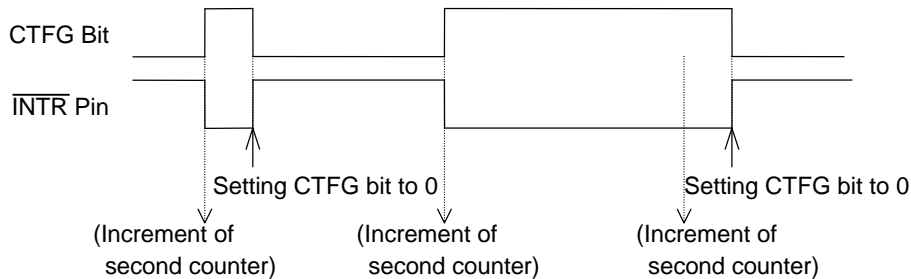 CTFG Bit
INTR Pin
Setting CTFG bit to 0
Setting CTFG bit to 0
(Increment of
second counter)
(Increment of
second counter)
(Increment of
second counter)